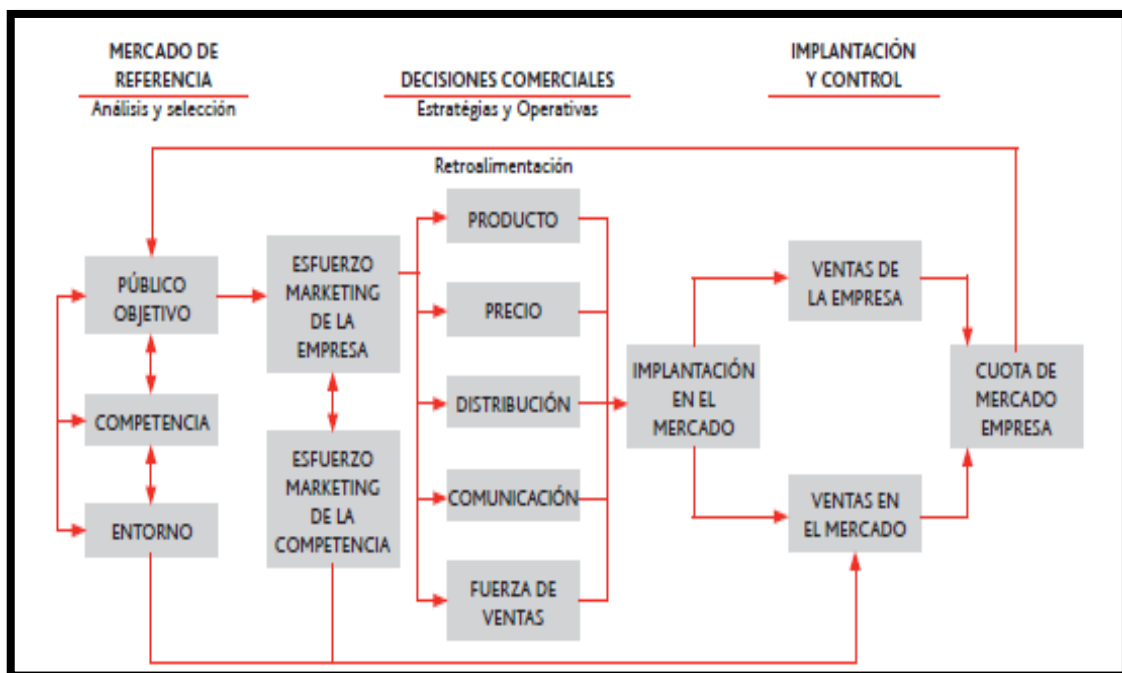 MERCADO DE
REFERENCIA
Análisis y selección
DECISIONES COMERCIALES
Estratégias y Operativas
IMPLANTACIÓN
Y CONTROL
Retroalimentación
PÚBLICO
OBJETIVO
COMPETENCIA
ENTORNO
ESFUERZO
MARKETING
DE LA
EMPRESA
ESFUERZO
MARKETING
DE LA
COMPETENCIA
PRODUCTO
PRECIO
DISTRIBUCIÓN
COMUNICACIÓN
FUERZA DE
VENTAS
IMPLANTACIÓN
EN EL
MERCADO
VENTAS DE
LA EMPRESA
VENTAS EN
EL MERCADO
CUOTA DE
MERCADO
EMPRESA